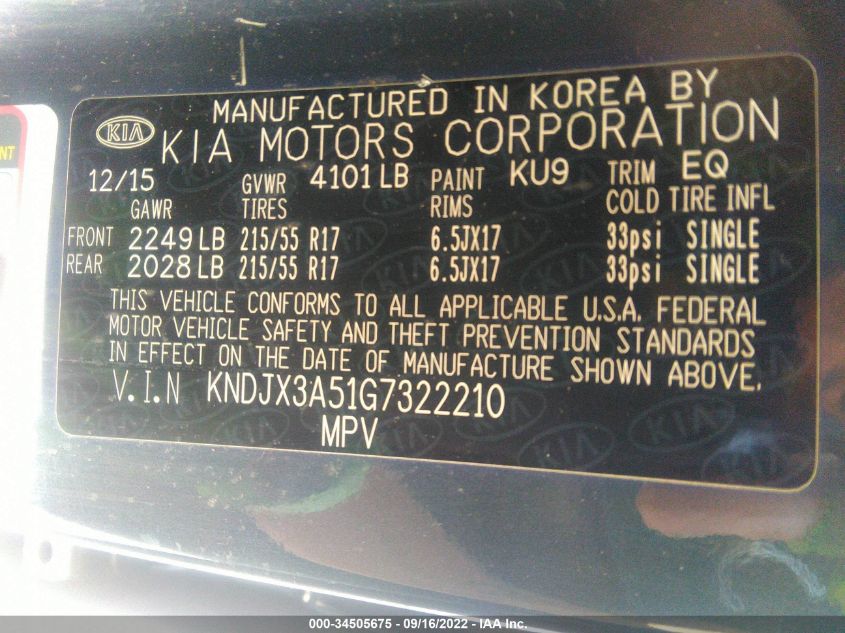 MANUFACTURED IN KOREA BY
KIA KIA MOTORS CORPORATION
12/15 GVWR 4101 LB PAINT KU9 TRIM EQ
GAWR TIRES RIMS COLD TIRE INFL
FRONT 2249 LB 215/55 R17 6.5JX17 33psi SINGLE
REAR 2028 LB 215/55 R17 6.5JX17 33psi SINGLE
THIS VEHICLE CONFORMS TO ALL APPLICABLE U.S.A. FEDERAL
MOTOR VEHICLE SAFETY AND THEFT PREVENTION STANDARDS
IN EFFECT ON THE DATE OF MANUFACTURE SHOWN ABOVE.
V.I.N KNDJX3A51G7322210
MPV
000-34505675 - 09/16/2022 - IAA Inc.